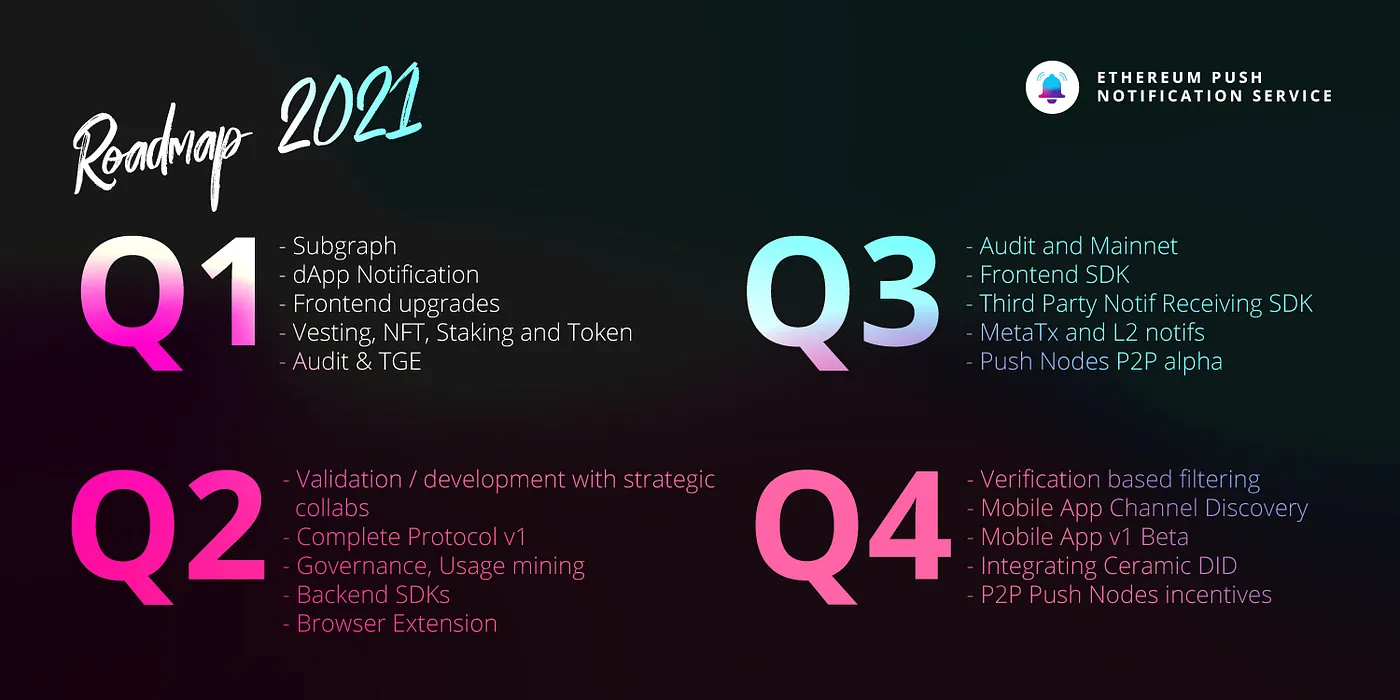 Roadmap 2021
ETHEREUM PUSH
NOTIFICATION SERVICE
Q1
- Subgraph
- dApp Notification
- Frontend upgrades
- Vesting, NFT, Staking and Token
- Audit & TGE
Q2
- Validation / development with strategic
collabs
- Complete Protocol v1
- Governance, Usage mining
- Backend SDKs
- Browser Extension
Q3
- Audit and Mainnet
- Frontend SDK
- Third Party Notif Receiving SDK
- MetaTx and L2 notifs
- Push Nodes P2P alpha
Q4
- Verification based filtering
- Mobile App Channel Discovery
- Mobile App v1 Beta
- Integrating Ceramic DID
- P2P Push Nodes incentives